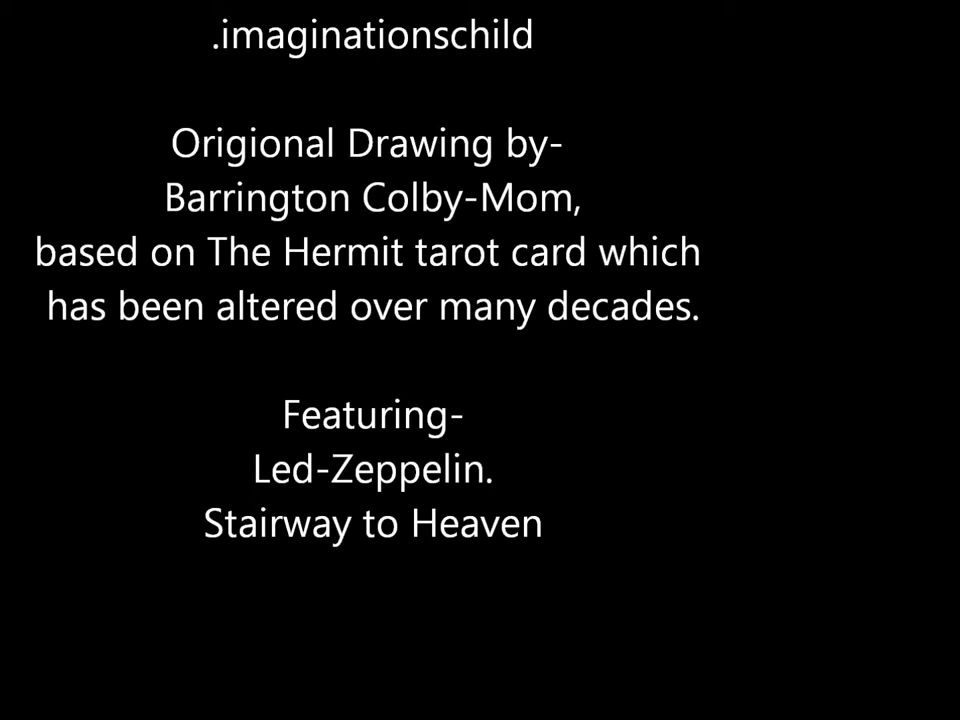 .imaginationschild
Origional Drawing by-
Barrington Colby-Mom,
based on The Hermit tarot card which
has been altered over many decades.
Featuring-
Led-Zeppelin.
Stairway to Heaven